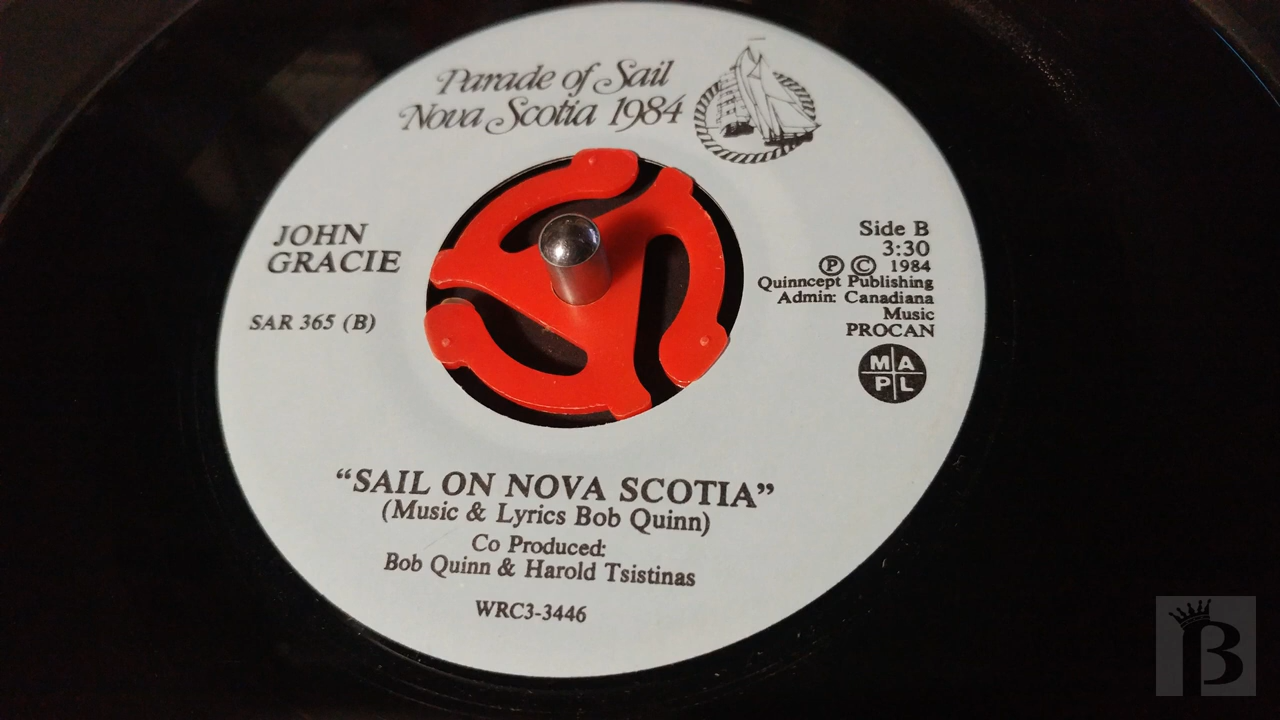 Parade of Sail
Nova Scotia 1984
JOHN
GRACIE
SAR 365 (B)
Side B
3:30
Ⓟ © 1984
Quinncept Publishing
Admin: Canadiana
Music
PROCAN
M A
P L
"SAIL ON NOVA SCOTIA"
(Music & Lyrics Bob Quinn)
Co Produced:
Bob Quinn & Harold Tsistinas
WRC3-3446
B